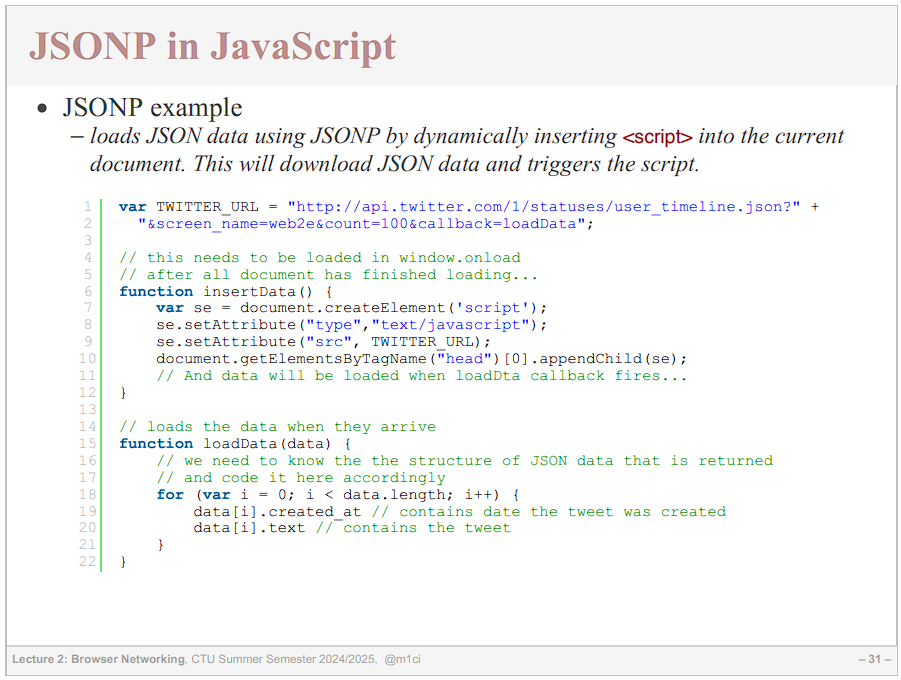 JSONP in JavaScript
• JSONP example
– loads JSON data using JSONP by dynamically inserting <script> into the current
document. This will download JSON data and triggers the script.
1 var TWITTER_URL = "http://api.twitter.com/1/statuses/user_timeline.json?" +
2 "&screen_name=web2e&count=100&callback=loadData";
3
4 // this needs to be loaded in window.onload
5 // after all document has finished loading...
6 function insertData() {
7 var se = document.createElement('script');
8 se.setAttribute("type","text/javascript");
9 se.setAttribute("src", TWITTER_URL);
10 document.getElementsByTagName("head")[0].appendChild(se);
11 // And data will be loaded when loadDta callback fires...
12 }
13
14 // loads the data when they arrive
15 function loadData(data) {
16 // we need to know the the structure of JSON data that is returned
17 // and code it here accordingly
18 for (var i = 0; i < data.length; i++) {
19 data[i].created_at // contains date the tweet was created
20 data[i].text // contains the tweet
21 }
22 }
Lecture 2: Browser Networking, CTU Summer Semester 2024/2025, @m1ci
– 31 –